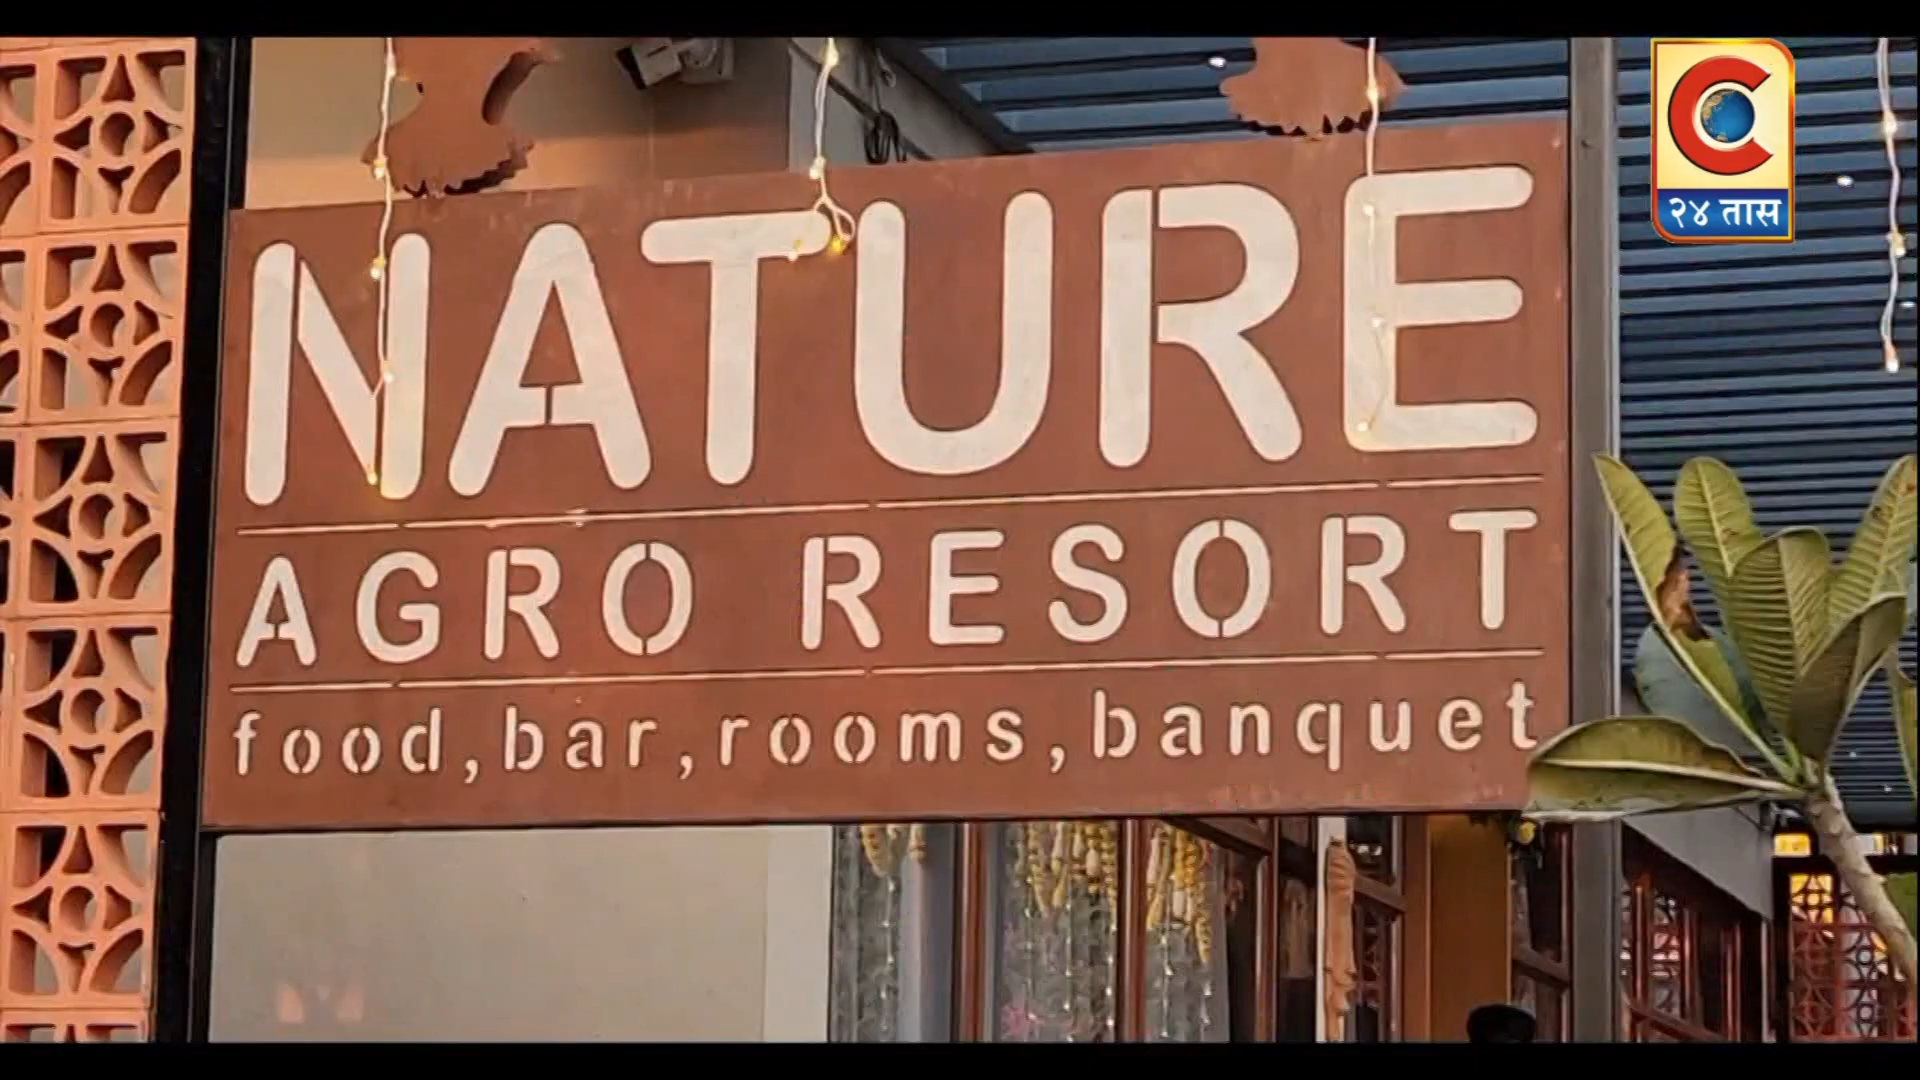 NATURE
AGRO RESORT
food, bar, rooms, banquet
C
२४ तास